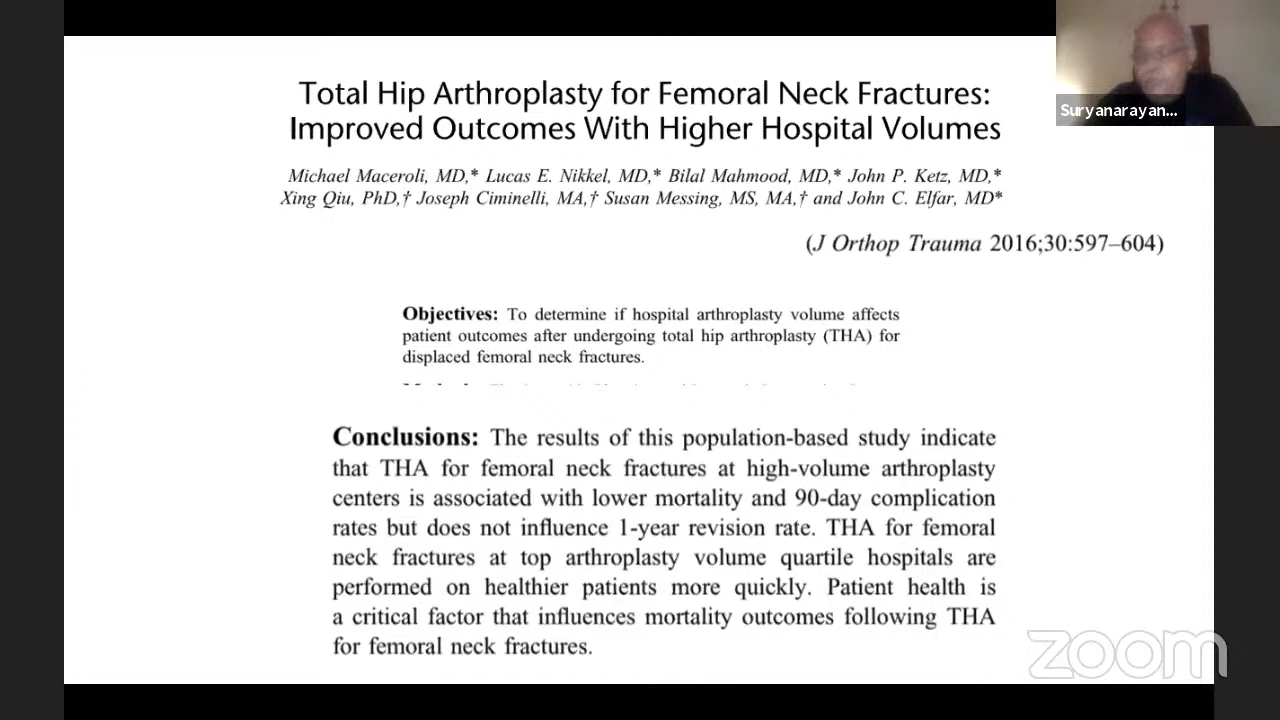 Total Hip Arthroplasty for Femoral Neck Fractures:
Improved Outcomes With Higher Hospital Volumes
Michael Maceroli, MD,* Lucas E. Nikkel, MD,* Bilal Mahmood, MD,* John P. Ketz, MD,*
Xing Qiu, PhD,† Joseph Ciminelli, MA,† Susan Messing, MS, MA,† and John C. Elfar, MD*
(J Orthop Trauma 2016;30:597–604)
Objectives: To determine if hospital arthroplasty volume affects
patient outcomes after undergoing total hip arthroplasty (THA) for
displaced femoral neck fractures.
Conclusions: The results of this population-based study indicate
that THA for femoral neck fractures at high-volume arthroplasty
centers is associated with lower mortality and 90-day complication
rates but does not influence 1-year revision rate. THA for femoral
neck fractures at top arthroplasty volume quartile hospitals are
performed on healthier patients more quickly. Patient health is
a critical factor that influences mortality outcomes following THA
for femoral neck fractures.
Suryanarayan...
zoom